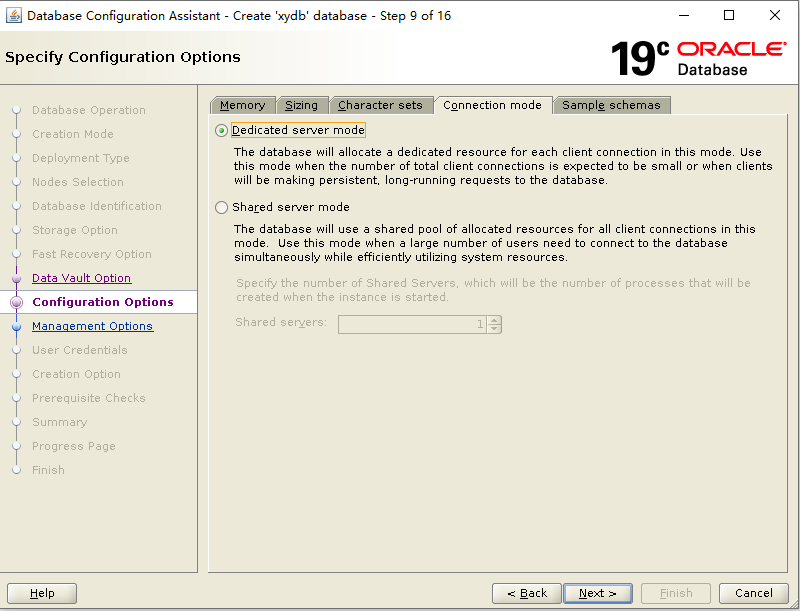 Database Configuration Assistant - Create 'xydb' database - Step 9 of 16
Specify Configuration Options
19c ORACLE
Database
Database Operation
Creation Mode
Deployment Type
Nodes Selection
Database Identification
Storage Option
Fast Recovery Option
Data Vault Option
Configuration Options
Management Options
User Credentials
Creation Option
Prerequisite Checks
Summary
Progress Page
Finish
Memory Sizing Character sets Connection mode Sample schemas
Dedicated server mode
The database will allocate a dedicated resource for each client connection in this mode. Use
this mode when the number of total client connections is expected to be small or when clients
will be making persistent, long-running requests to the database.
Shared server mode
The database will use a shared pool of allocated resources for all client connections in this
mode. Use this mode when a large number of users need to connect to the database
simultaneously while efficiently utilizing system resources.
Specify the number of Shared Servers, which will be the number of processes that will be
created when the instance is started.
Shared servers: 1
Help < Back Next > Finish Cancel